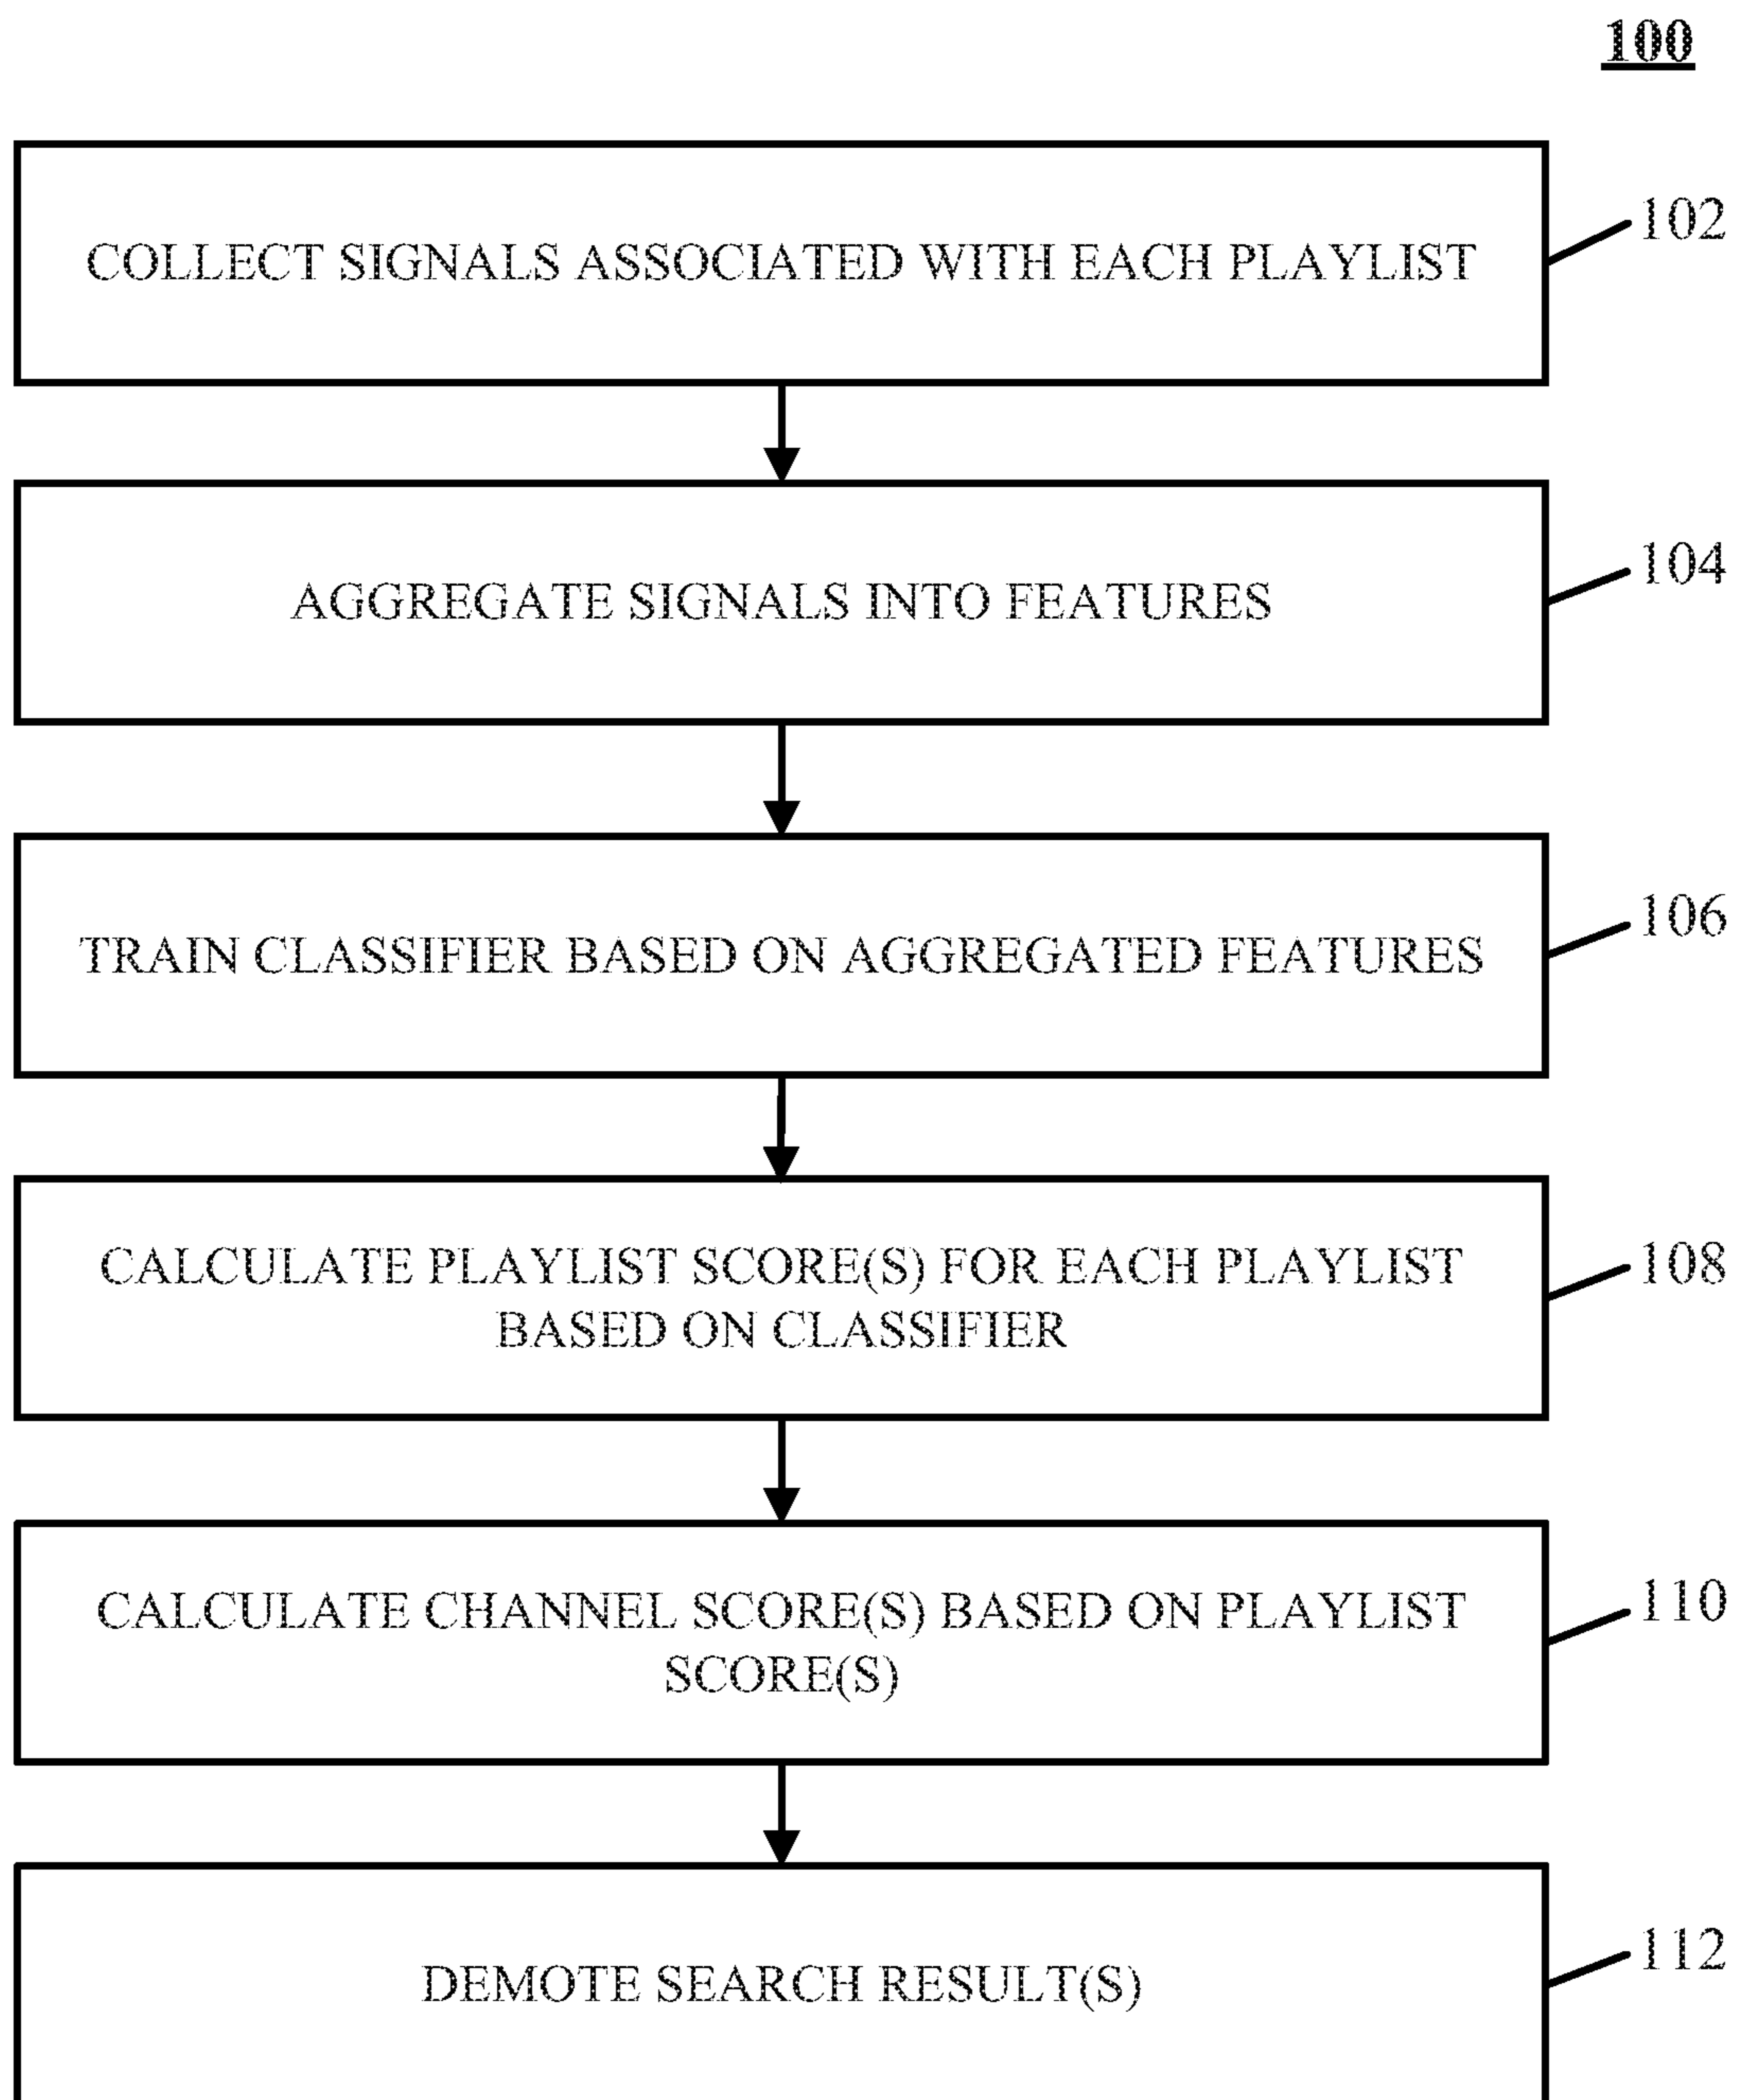 100
COLLECT SIGNALS ASSOCIATED WITH EACH PLAYLIST
102
AGGREGATE SIGNALS INTO FEATURES
104
TRAIN CLASSIFIER BASED ON AGGREGATED FEATURES
106
CALCULATE PLAYLIST SCORE(S) FOR EACH PLAYLIST
BASED ON CLASSIFIER
108
CALCULATE CHANNEL SCORE(S) BASED ON PLAYLIST
SCORE(S)
110
DEMOTE SEARCH RESULT(S)
112